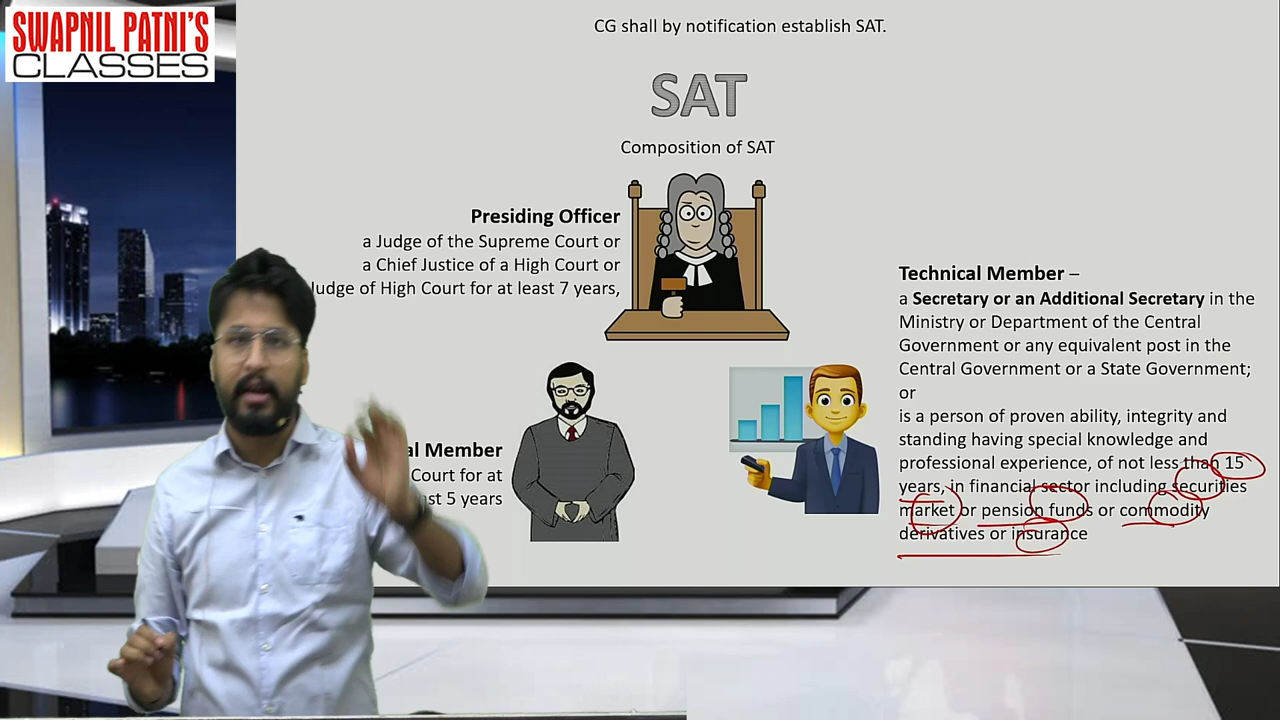 SWAPNIL PATNI'S
CLASSES
CG shall by notification establish SAT.
SAT
Composition of SAT
Presiding Officer
a Judge of the Supreme Court or
a Chief Justice of a High Court or
Judge of High Court for at least 7 years,
Member
Court for at
5 years
Technical Member –
a Secretary or an Additional Secretary in the
Ministry or Department of the Central
Government or any equivalent post in the
Central Government or a State Government;
or
is a person of proven ability, integrity and
standing having special knowledge and
professional experience, of not less than 15
years, in financial sector including securities
market or pension funds or commodity
derivatives or insurance